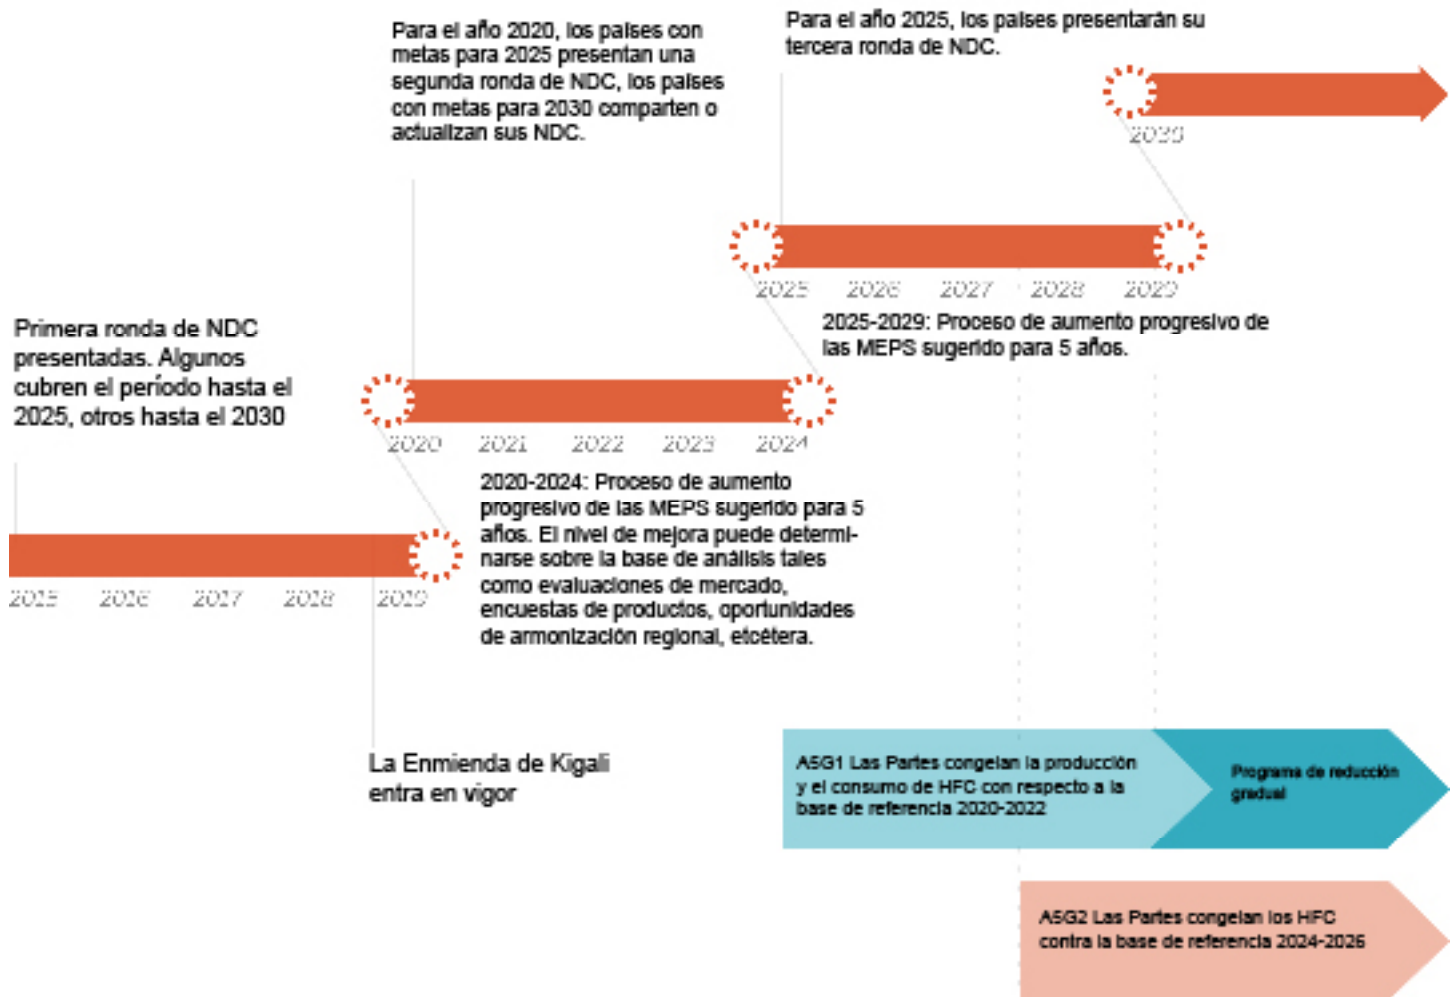 Para el año 2020, los países con
metas para 2025 presentan una
segunda ronda de NDC, los países
con metas para 2030 comparten o
actualizan sus NDC.
Para el año 2025, los países presentarán su
tercera ronda de NDC.
2030
2025 2026 2027 2028 2029
2025-2029: Proceso de aumento progresivo de
las MEPS sugerido para 5 años.
Primera ronda de NDC
presentadas. Algunos
cubren el período hasta el
2025, otros hasta el 2030
2020 2021 2022 2023 2024
2020-2024: Proceso de aumento
progresivo de las MEPS sugerido para 5
años. El nivel de mejora puede determi-
narse sobre la base de análisis tales
como evaluaciones de mercado,
encuestas de productos, oportunidades
de armonización regional, etcétera.
2015 2016 2017 2018 2019
La Enmienda de Kigali
entra en vigor
A5G1 Las Partes congelan la producción
y el consumo de HFC con respecto a la
base de referencia 2020-2022
Programa de reducción
gradual
A5G2 Las Partes congelan los HFC
contra la base de referencia 2024-2026